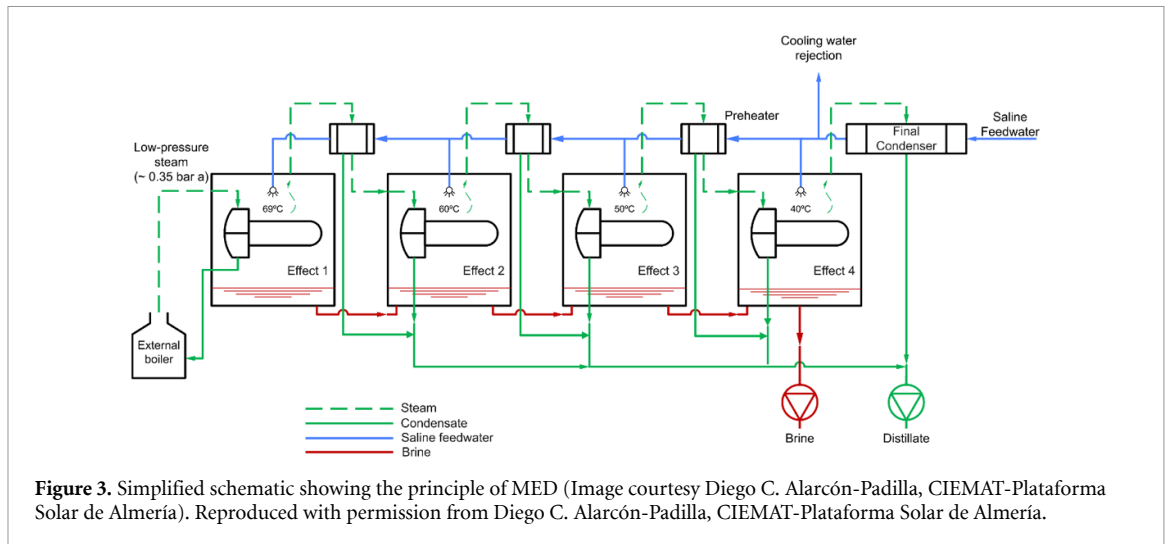 Cooling water
rejection
Preheater
Final
Condenser
Saline
Feedwater
Low-pressure
steam
(~ 0.35 bar a)
69ºC
60ºC
50ºC
40ºC
Effect 1
Effect 2
Effect 3
Effect 4
External
boiler
Steam
Condensate
Saline feedwater
Brine
Brine
Distillate
Figure 3. Simplified schematic showing the principle of MED (Image courtesy Diego C. Alarcón-Padilla, CIEMAT-Plataforma
Solar de Almería). Reproduced with permission from Diego C. Alarcón-Padilla, CIEMAT-Plataforma Solar de Almería.